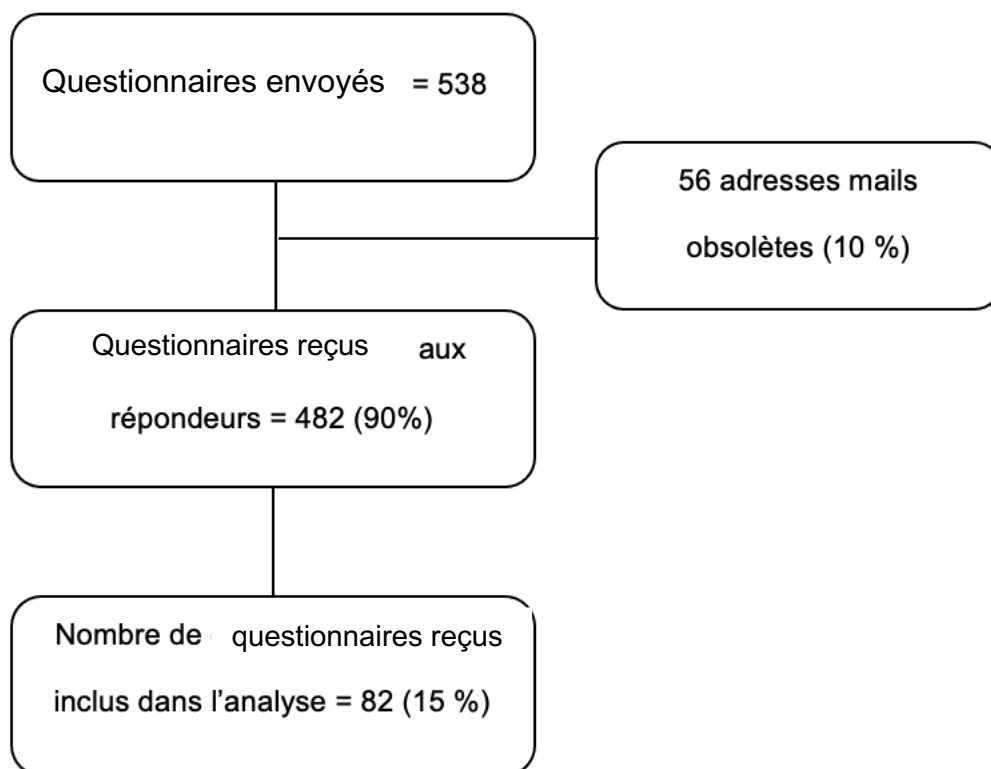 Questionnaires envoyés = 538
56 adresses mails
obsolètes (10 %)
Questionnaires reçus aux
répondeurs = 482 (90%)
Nombre de questionnaires reçus
inclus dans l’analyse = 82 (15 %)